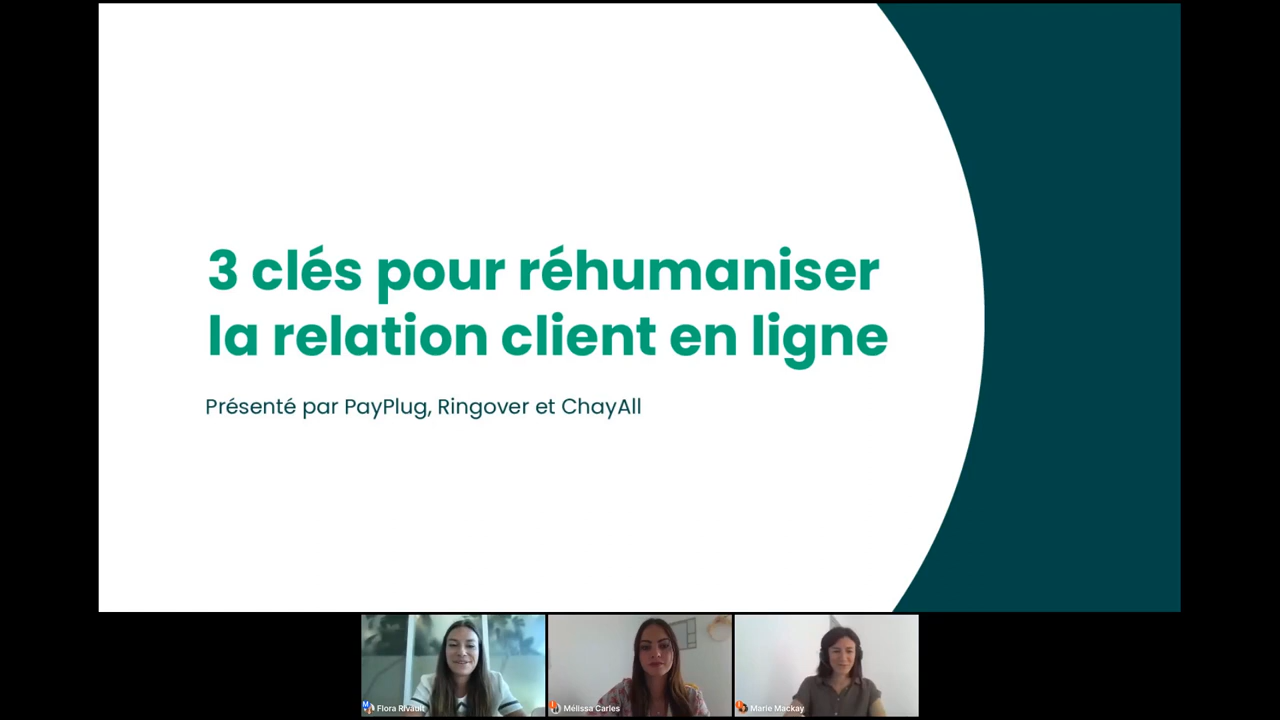 3 clés pour réhumaniser
la relation client en ligne
Présenté par PayPlug, Ringover et ChayAll
Flora Rivault
Mélissa Carles
Marie Mackay